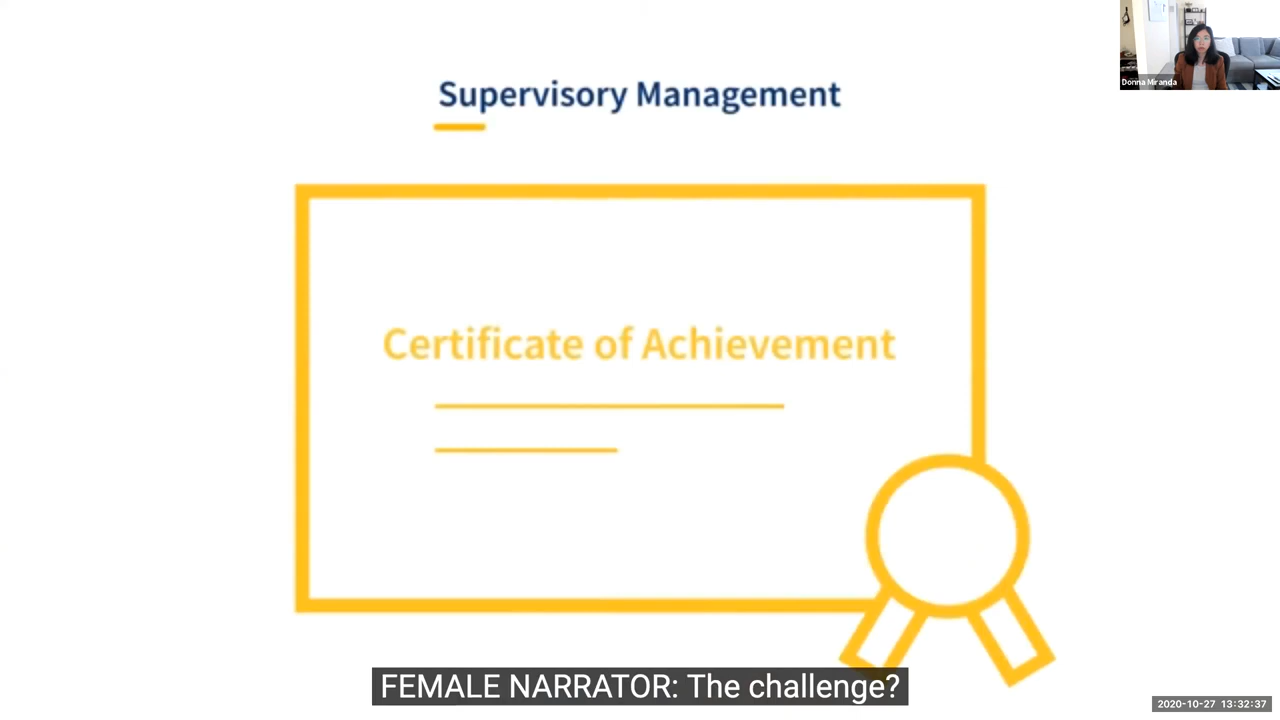 Supervisory Management
Donna Miranda
Certificate of Achievement
FEMALE NARRATOR: The challenge?
2020-10-27 13:32:37